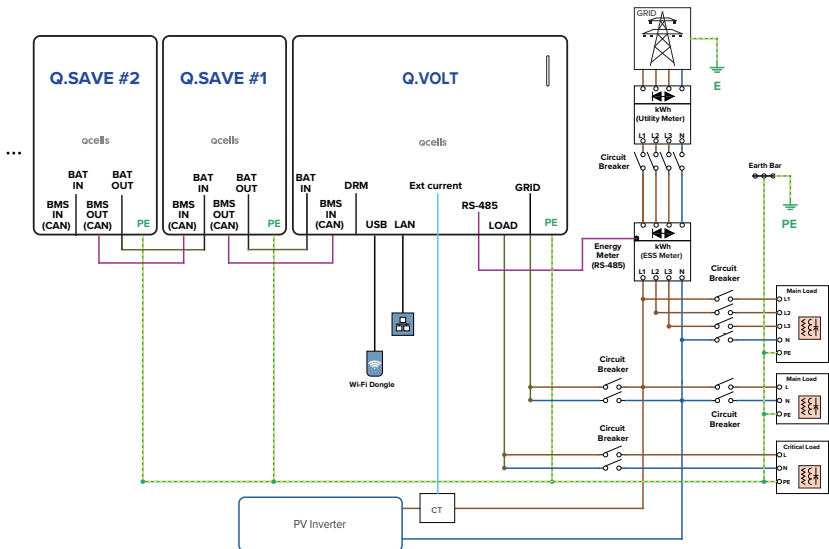 GRID
E
kWh
(Utility Meter)
L1 L2 L3 N
Circuit
Breaker
Q.SAVE #2
Q.SAVE #1
Q.VOLT
qcells
qcells
qcells
...
BAT
IN
BAT
OUT
BMS
IN
(CAN)
BMS
OUT
(CAN)
PE
BAT
IN
BAT
OUT
BMS
IN
(CAN)
BMS
OUT
(CAN)
PE
BAT
IN
BMS
IN
(CAN)
DRM
USB
LAN
Ext current
RS-485
LOAD
GRID
PE
Earth Bar
PE
Energy
Meter
(RS-485)
kWh
(ESS Meter)
L1 L2 L3 N
Wi-Fi Dongle
Circuit
Breaker
Main Load
L1
L2
L3
N
PE
Circuit
Breaker
Circuit
Breaker
Main Load
L
N
PE
Circuit
Breaker
Critical Load
L
N
PE
CT
PV Inverter